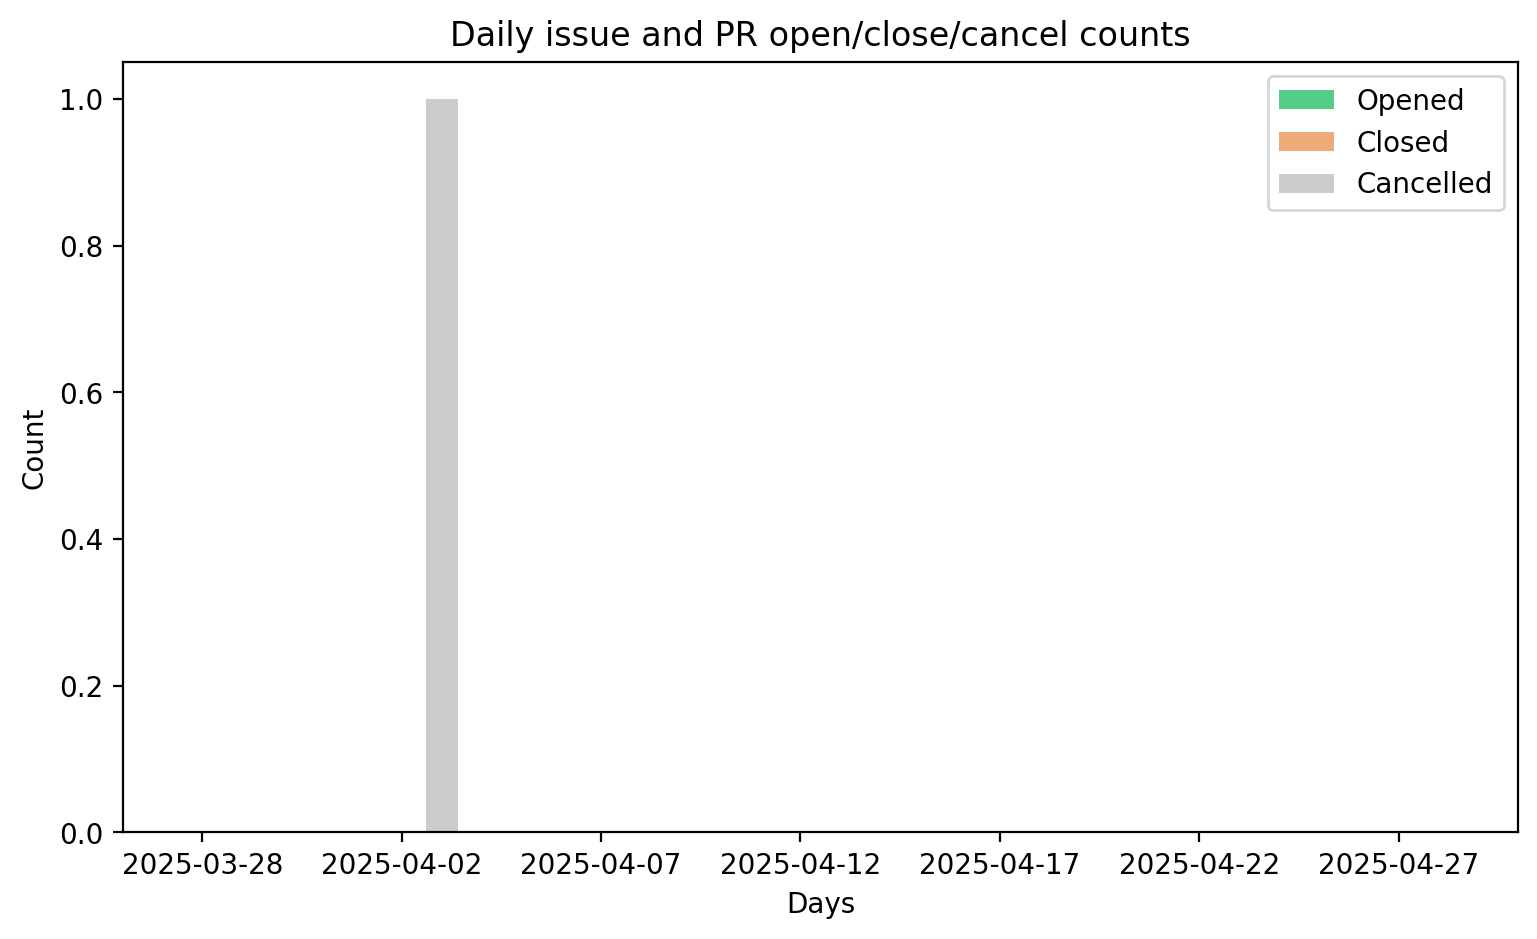 Daily issue and PR open/close/cancel counts
Opened
Closed
Cancelled
1.0
0.8
0.6
0.4
0.2
0.0
Count
2025-03-28 2025-04-02 2025-04-07 2025-04-12 2025-04-17 2025-04-22 2025-04-27
Days